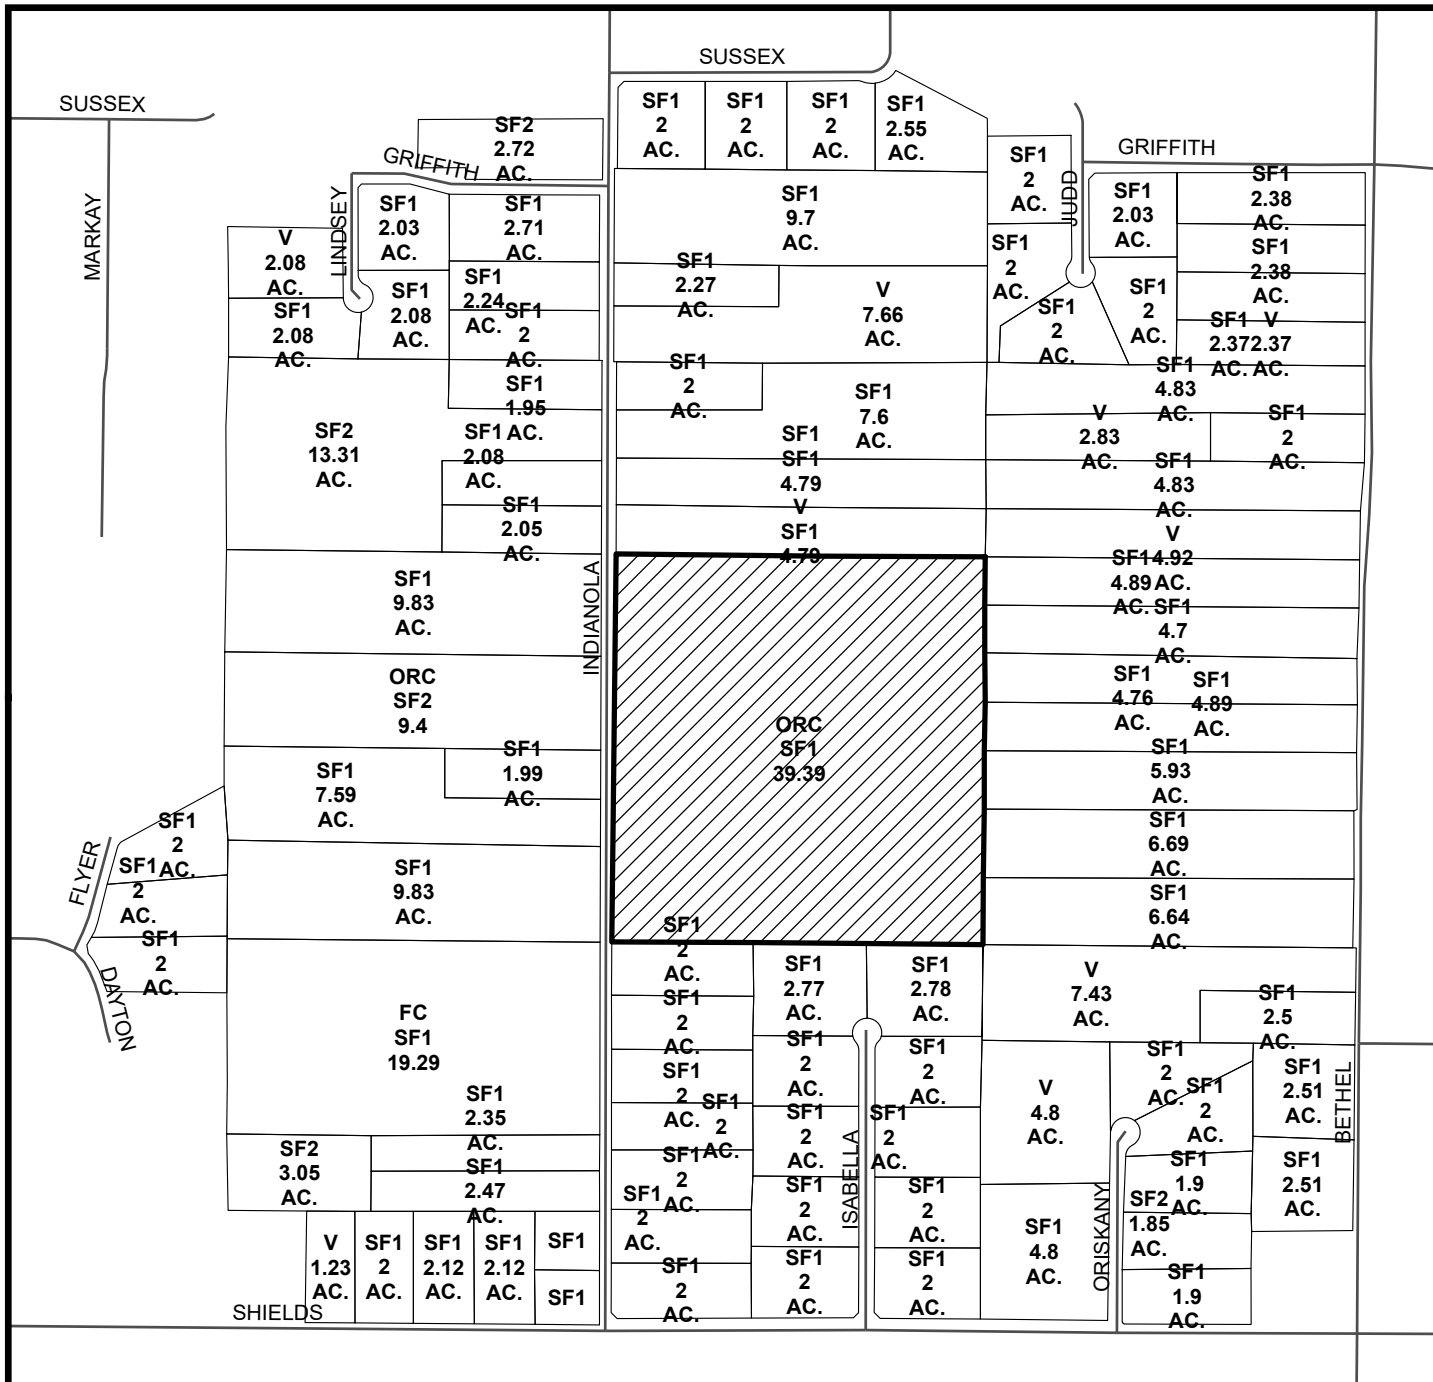 SUSSEX
SUSSEX
MARKAY
GRIFFITH
LINDSEY
SF2
2.72
AC.
SF1
2
AC.
SF1
2
AC.
SF1
2
AC.
SF1
2.55
AC.
SF1
2
AC.
JUDD
GRIFFITH
SF1
2.03
AC.
SF1
2.71
AC.
V
2.08
AC.
SF1
2.08
AC.
SF1
2.08
AC.
SF1
2.24
AC.
SF1
2
AC.
SF1
1.95
AC.
SF2
13.31
AC.
SF1
2.08
AC.
SF1
2.05
AC.
SF1
9.7
AC.
SF1
2.27
AC.
V
7.66
AC.
SF1
2
AC.
SF1
7.6
AC.
SF1
SF1
4.79
V
SF1
4.79
SF1
2
AC.
SF1
2
AC.
SF1
2.03
AC.
SF1
2
AC.
SF1
2.38
AC.
SF1
2.38
AC.
SF1
2.37
AC.
V
2.37
AC.
SF1
4.83
AC.
V
2.83
AC.
SF1
2
AC.
SF1
4.83
AC.
V
4.92
AC.
SF1
4.89
AC.
SF1
4.7
AC.
SF1
4.76
AC.
SF1
4.89
AC.
SF1
5.93
AC.
SF1
6.69
AC.
SF1
6.64
AC.
INDIANOLA
SF1
9.83
AC.
ORC
SF2
9.4
SF1
7.59
AC.
SF1
1.99
AC.
SF1
9.83
AC.
ORC
SF1
39.39
FLYER
DAYTON
SF1
2
AC.
SF1
2
AC.
SF1
2
AC.
FC
SF1
19.29
SF1
2.35
AC.
SF2
3.05
AC.
SF1
2.47
AC.
V
1.23
AC.
SF1
2
AC.
SF1
2.12
AC.
SF1
2.12
AC.
SF1
SF1
SHIELDS
SF1
2
AC.
SF1
2
AC.
SF1
2
AC.
SF1
2
AC.
SF1
2
AC.
SF1
2
AC.
SF1
2
AC.
SF1
2.77
AC.
SF1
2
AC.
SF1
2
AC.
SF1
2
AC.
SF1
2
AC.
ISABELLA
SF1
2.78
AC.
SF1
2
AC.
SF1
2
AC.
SF1
2
AC.
SF1
2
AC.
V
7.43
AC.
SF1
2.5
AC.
V
4.8
AC.
SF1
4.8
AC.
ORISKANY
SF1
2
AC.
SF1
2
AC.
SF1
1.9
AC.
SF2
1.85
AC.
SF1
1.9
AC.
SF1
2.51
AC.
SF1
2.51
AC.
BETHEL